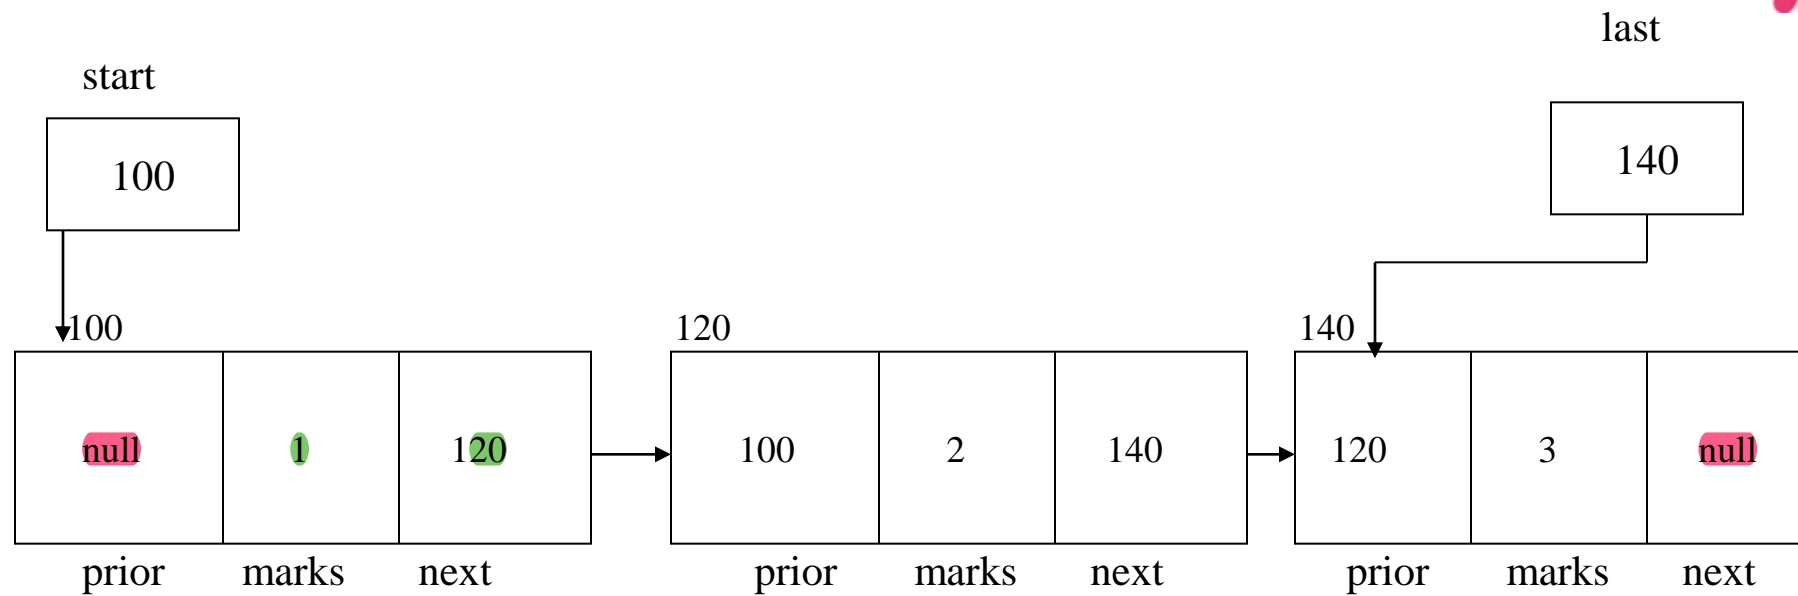 last
start
100
140
100 120 140
null 1 120 100 2 140 120 3 null
prior marks next prior marks next prior marks next